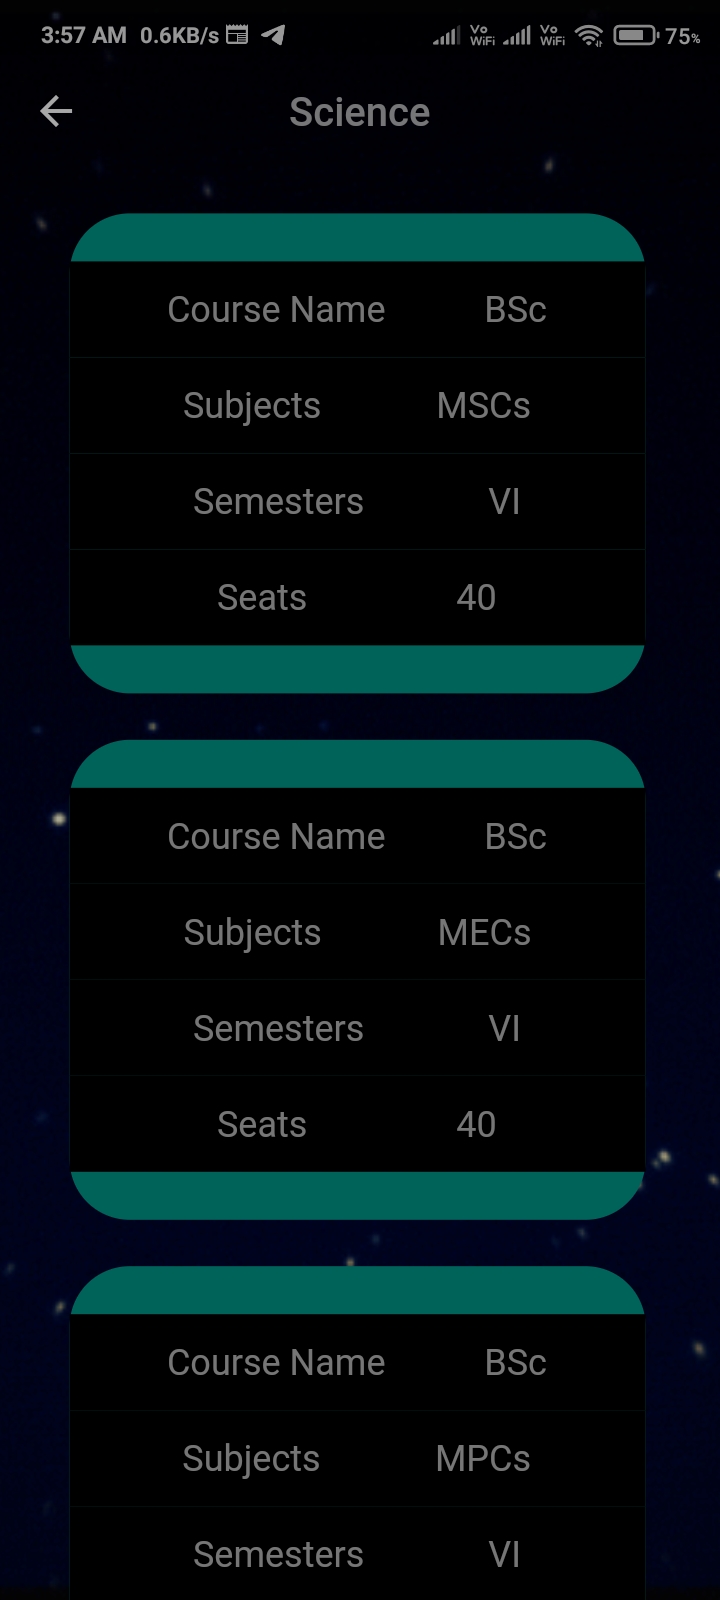 3:57 AM 0.6KB/s Vo WiFi Vo WiFi 75%
Science
Course Name BSc
Subjects MSCs
Semesters VI
Seats 40
Course Name BSc
Subjects MECs
Semesters VI
Seats 40
Course Name BSc
Subjects MPCs
Semesters VI